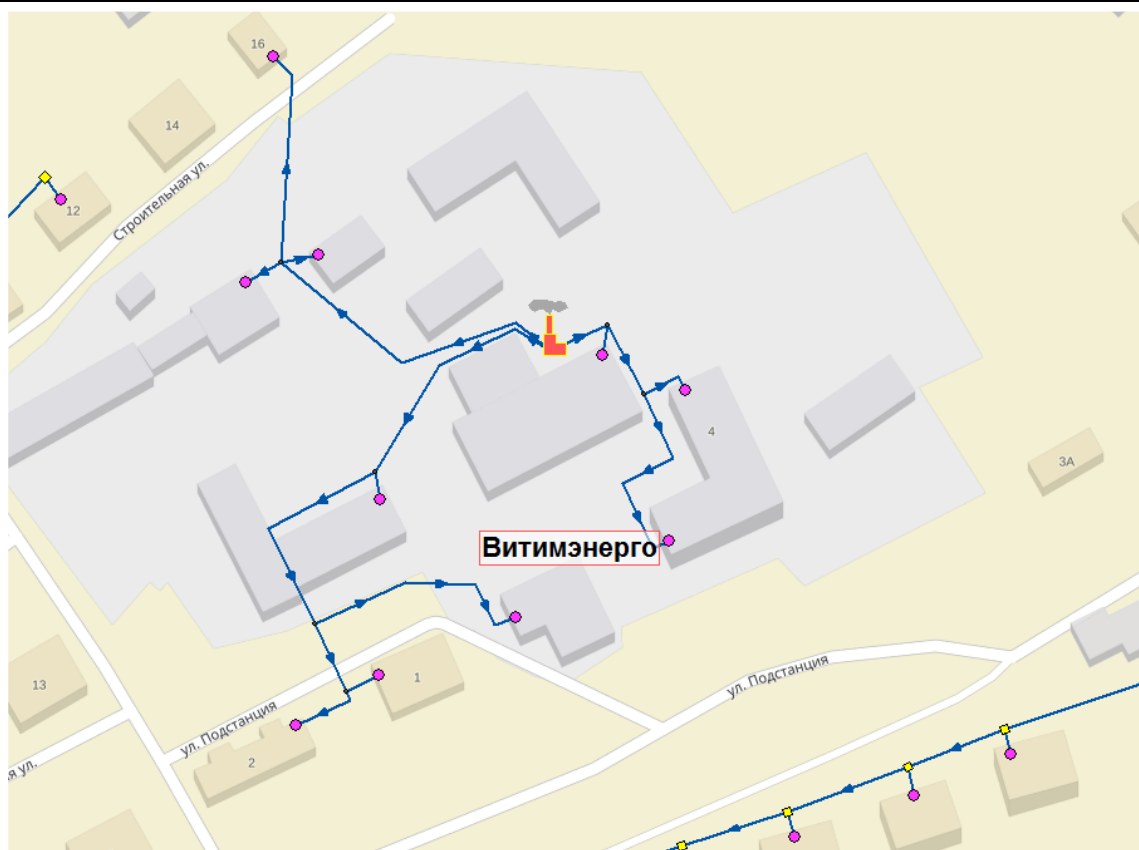 16
14
Строительная ул.
12
4
3А
Витимэнерго
13
1
ул. Подстанция
ул. Подстанция
2
ая ул.